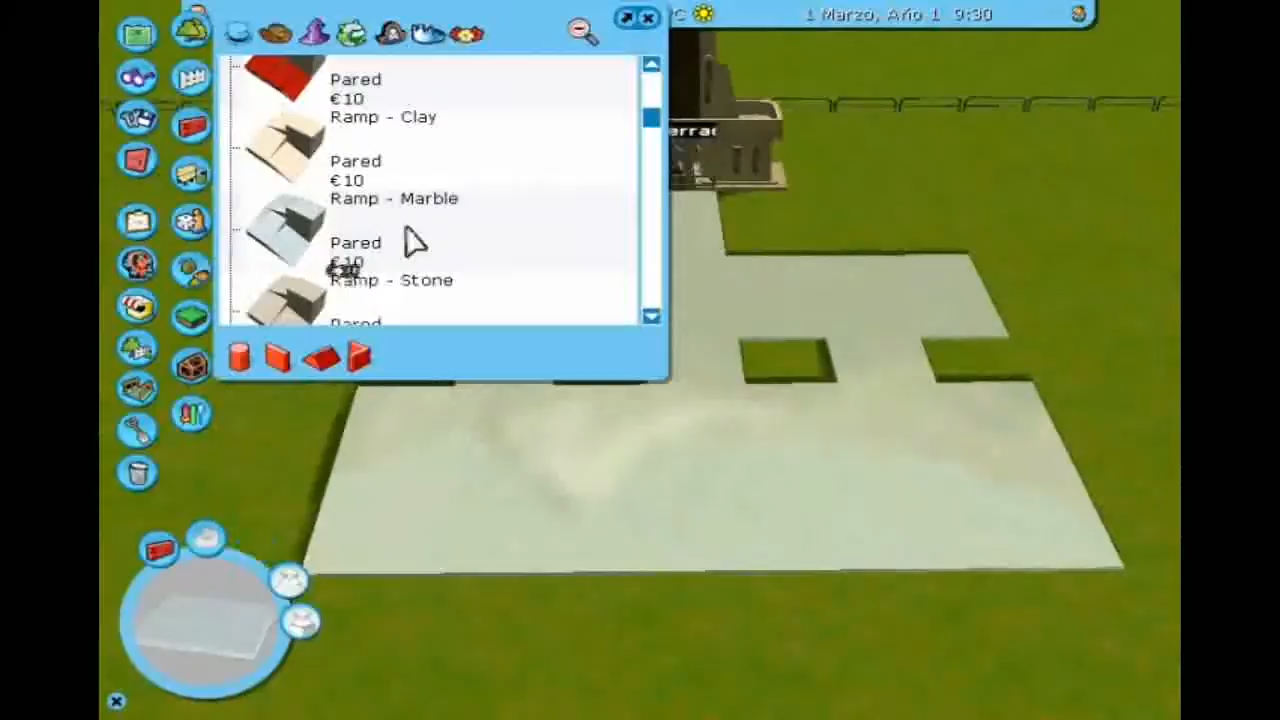 C
1 Marzo, Año 1 9:30
Pared
€10
Ramp - Clay
Pared
€10
Ramp - Marble
Pared
€10
Ramp - Stone
Pared
errad